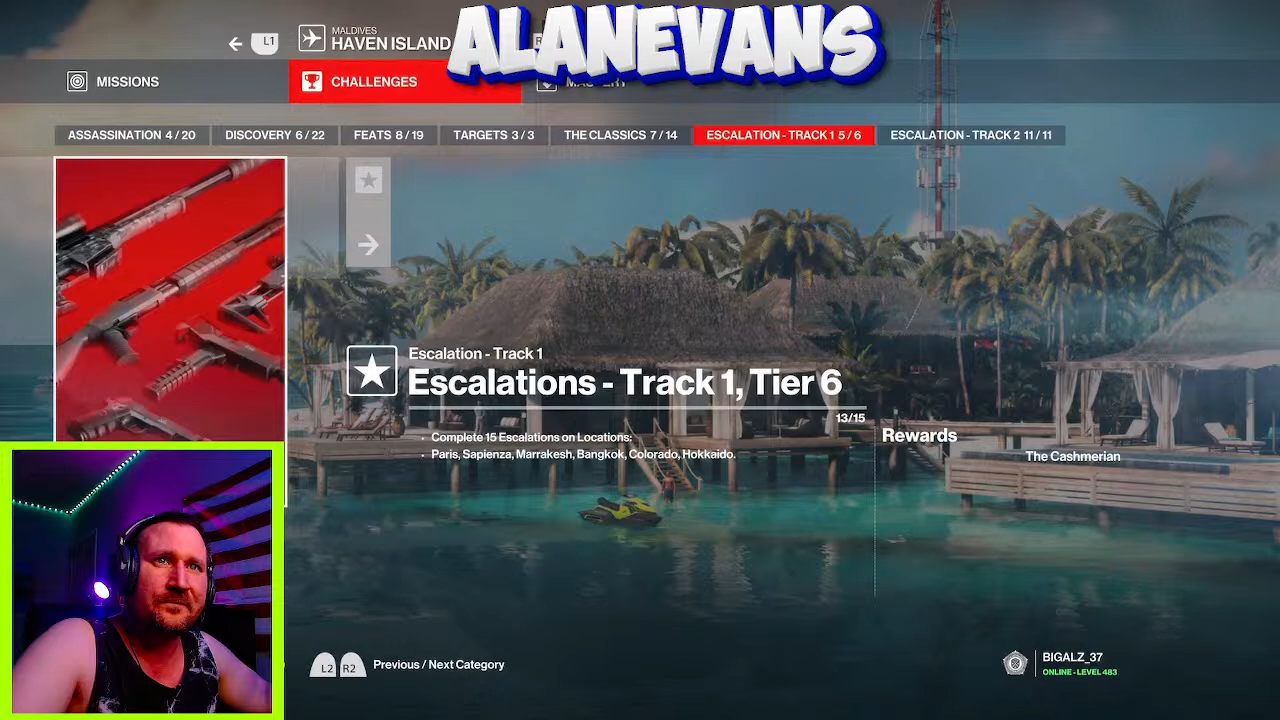 ALANEVANS
L1
MALDIVES
HAVEN ISLAND
MISSIONS
CHALLENGES
ASSASSINATION 4 / 20
DISCOVERY 6 / 22
FEATS 8 / 19
TARGETS 3 / 3
THE CLASSICS 7 / 14
ESCALATION - TRACK 1 5 / 6
ESCALATION - TRACK 2 11 / 11
Escalation - Track 1
Escalations - Track 1, Tier 6
13/15
• Complete 15 Escalations on Locations:
• Paris, Sapienza, Marrakesh, Bangkok, Colorado, Hokkaido.
Rewards
The Cashmerian
L2 R2 Previous / Next Category
BIGALZ_37
ONLINE - LEVEL 483